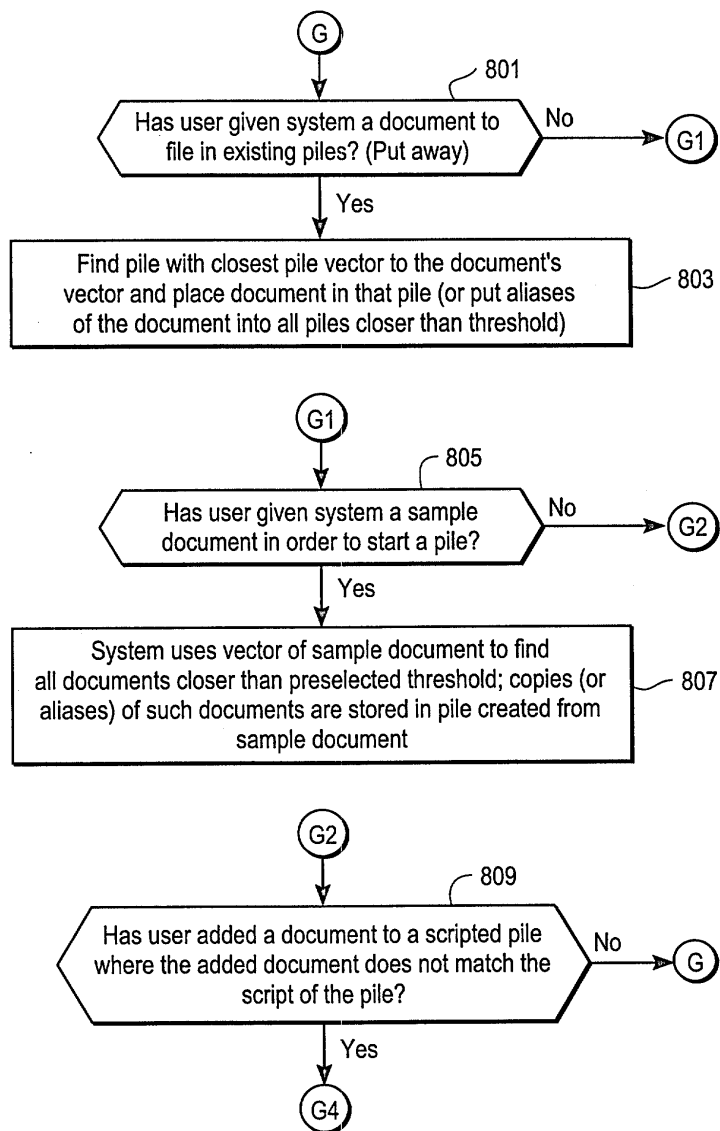 G
801
Has user given system a document to
file in existing piles? (Put away)
No
G1
Yes
Find pile with closest pile vector to the document's
vector and place document in that pile (or put aliases
of the document into all piles closer than threshold)
803
G1
805
Has user given system a sample
document in order to start a pile?
No
G2
Yes
System uses vector of sample document to find
all documents closer than preselected threshold; copies (or
aliases) of such documents are stored in pile created from
sample document
807
G2
809
Has user added a document to a scripted pile
where the added document does not match the
script of the pile?
No
G
Yes
G4